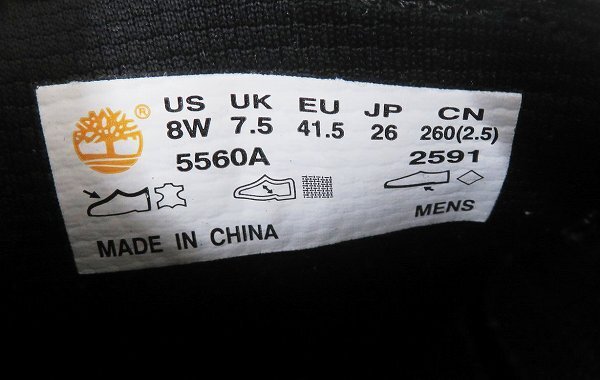 US UK EU JP CN
8W 7.5 41.5 26 260(2.5)
5560A 2591
MENS
MADE IN CHINA